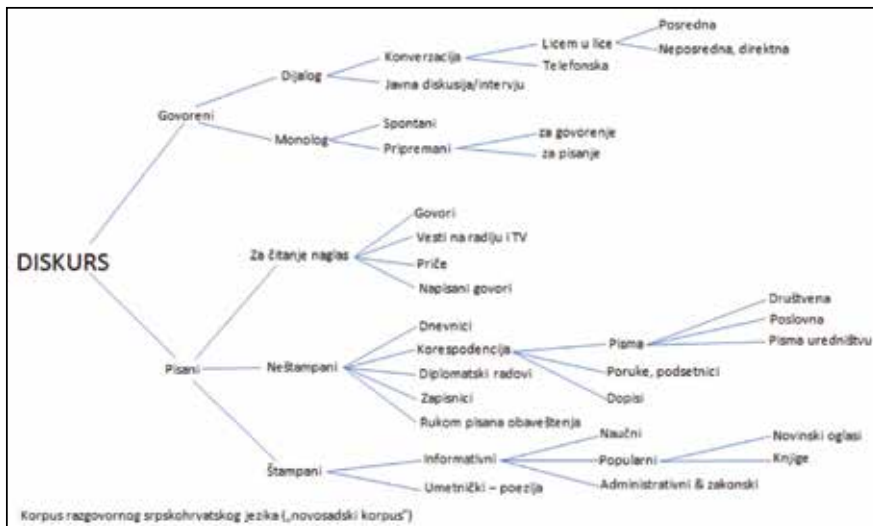 DISKURS
Govoreni
Dijalog
Konverzacija
Licem u lice
Posredna
Neposredna, direktna
Telefonska
Javna diskusija/intervju
Monolog
Spontani
Pripremani
za govorenje
za pisanje
Pisani
Za čitanje naglas
Govori
Vesti na radiju i TV
Priče
Napisani govori
Neštampani
Dnevnici
Korespodencija
Pisma
Društvena
Poslovna
Pisma uredništvu
Poruke, podsetnici
Dopisi
Diplomatski radovi
Zapisnici
Rukom pisana obaveštenja
Štampani
Informativni
Naučni
Popularni
Novinski oglasi
Knjige
Administrativni & zakonski
Umetnički – poezija
Korpus razgovornog srpskohrvatskog jezika („novosadski korpus")